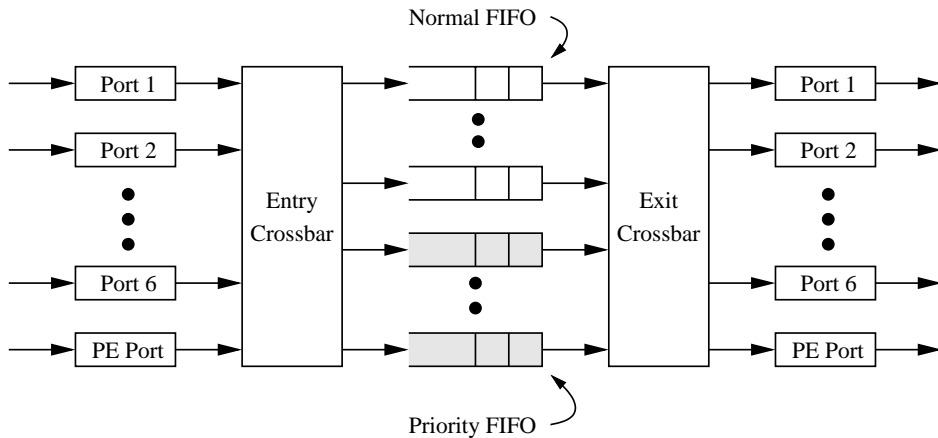 Normal FIFO
Port 1
Port 1
Port 2
Port 2
Entry
Crossbar
Exit
Crossbar
Port 6
Port 6
PE Port
PE Port
Priority FIFO